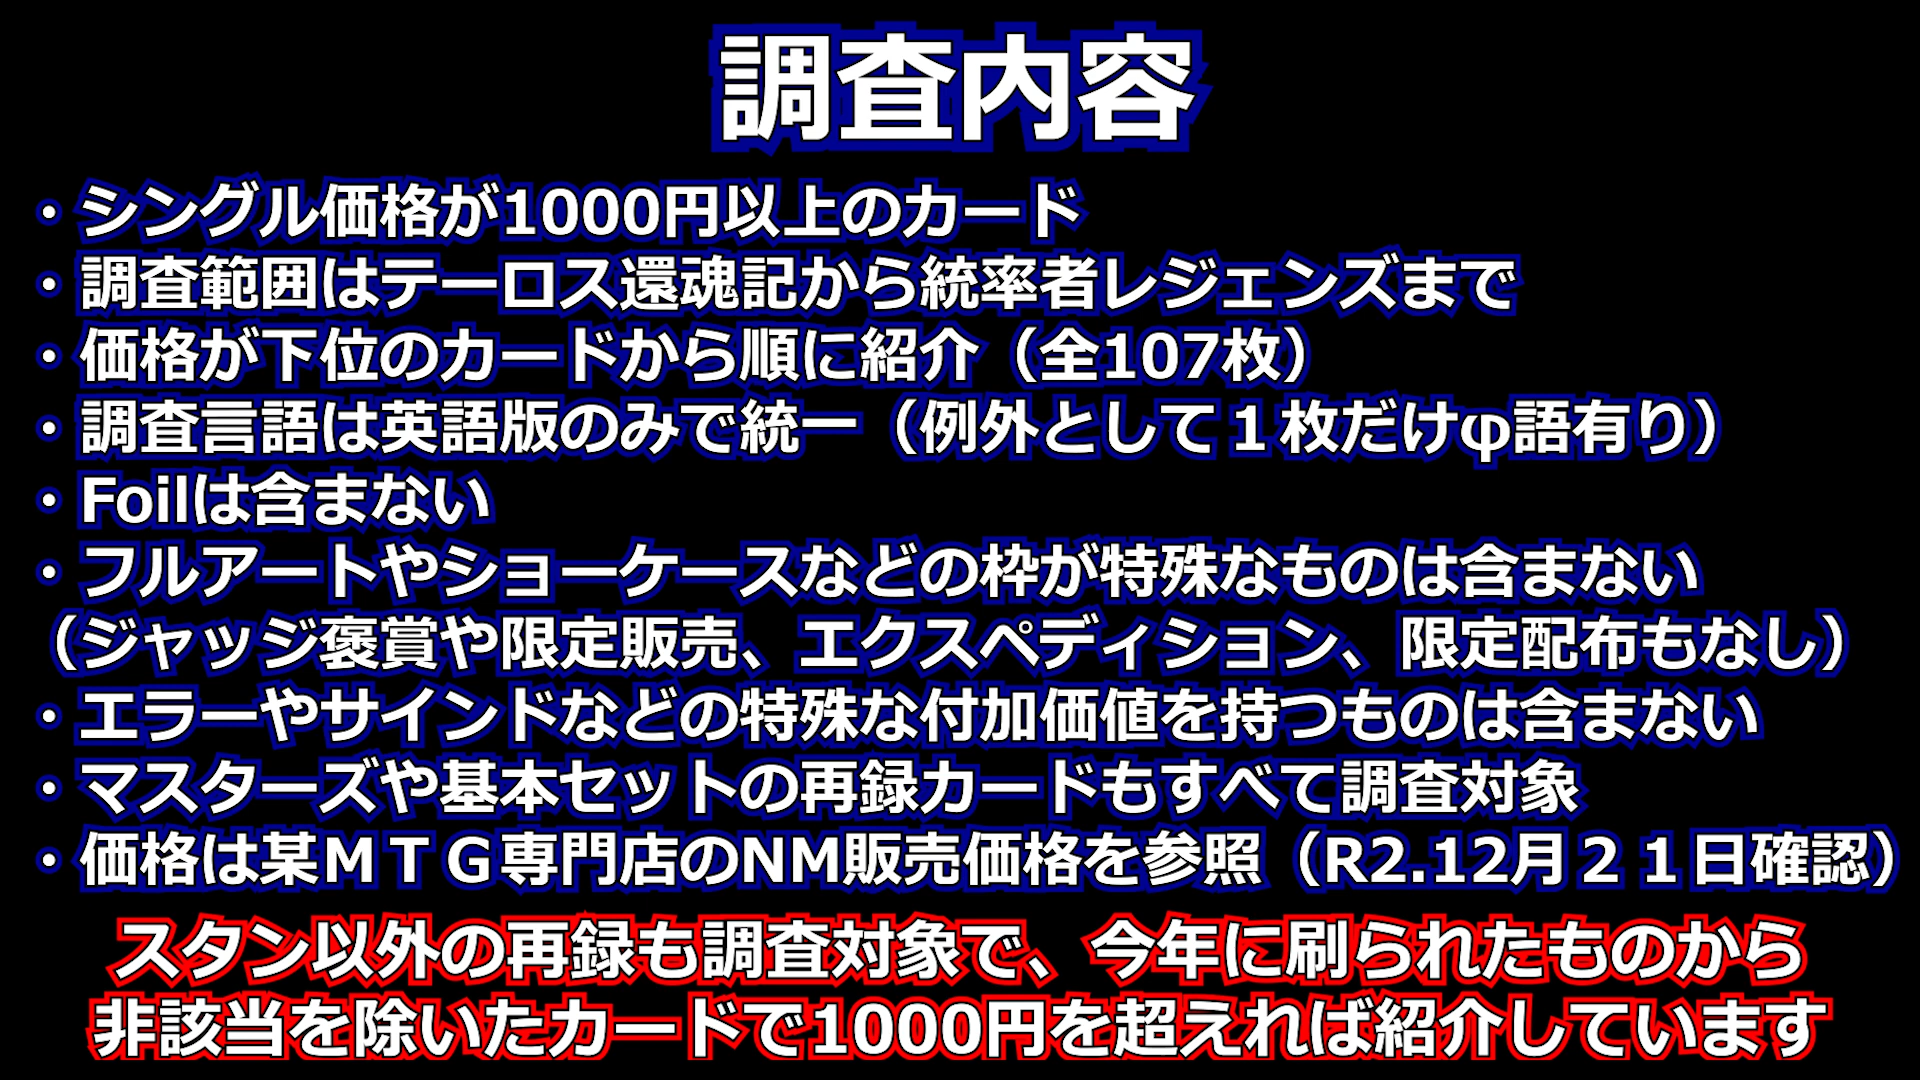 調査内容
・シングル価格が1000円以上のカード
・調査範囲はテーロス還魂記から統率者レジェンズまで
・価格が下位のカードから順に紹介（全107枚）
・調査言語は英語版のみで統一（例外として１枚だけφ語有り）
・Foilは含まない
・フルアートやショーケースなどの枠が特殊なものは含まない
（ジャッジ褒賞や限定販売、エクスペディション、限定配布もなし）
・エラーやサインドなどの特殊な付加価値を持つものは含まない
・マスターズや基本セットの再録カードもすべて調査対象
・価格は某ＭＴＧ専門店のNM販売価格を参照（R2.12月２１日確認）
スタン以外の再録も調査対象で、今年に刷られたものから
非該当を除いたカードで1000円を超えれば紹介しています